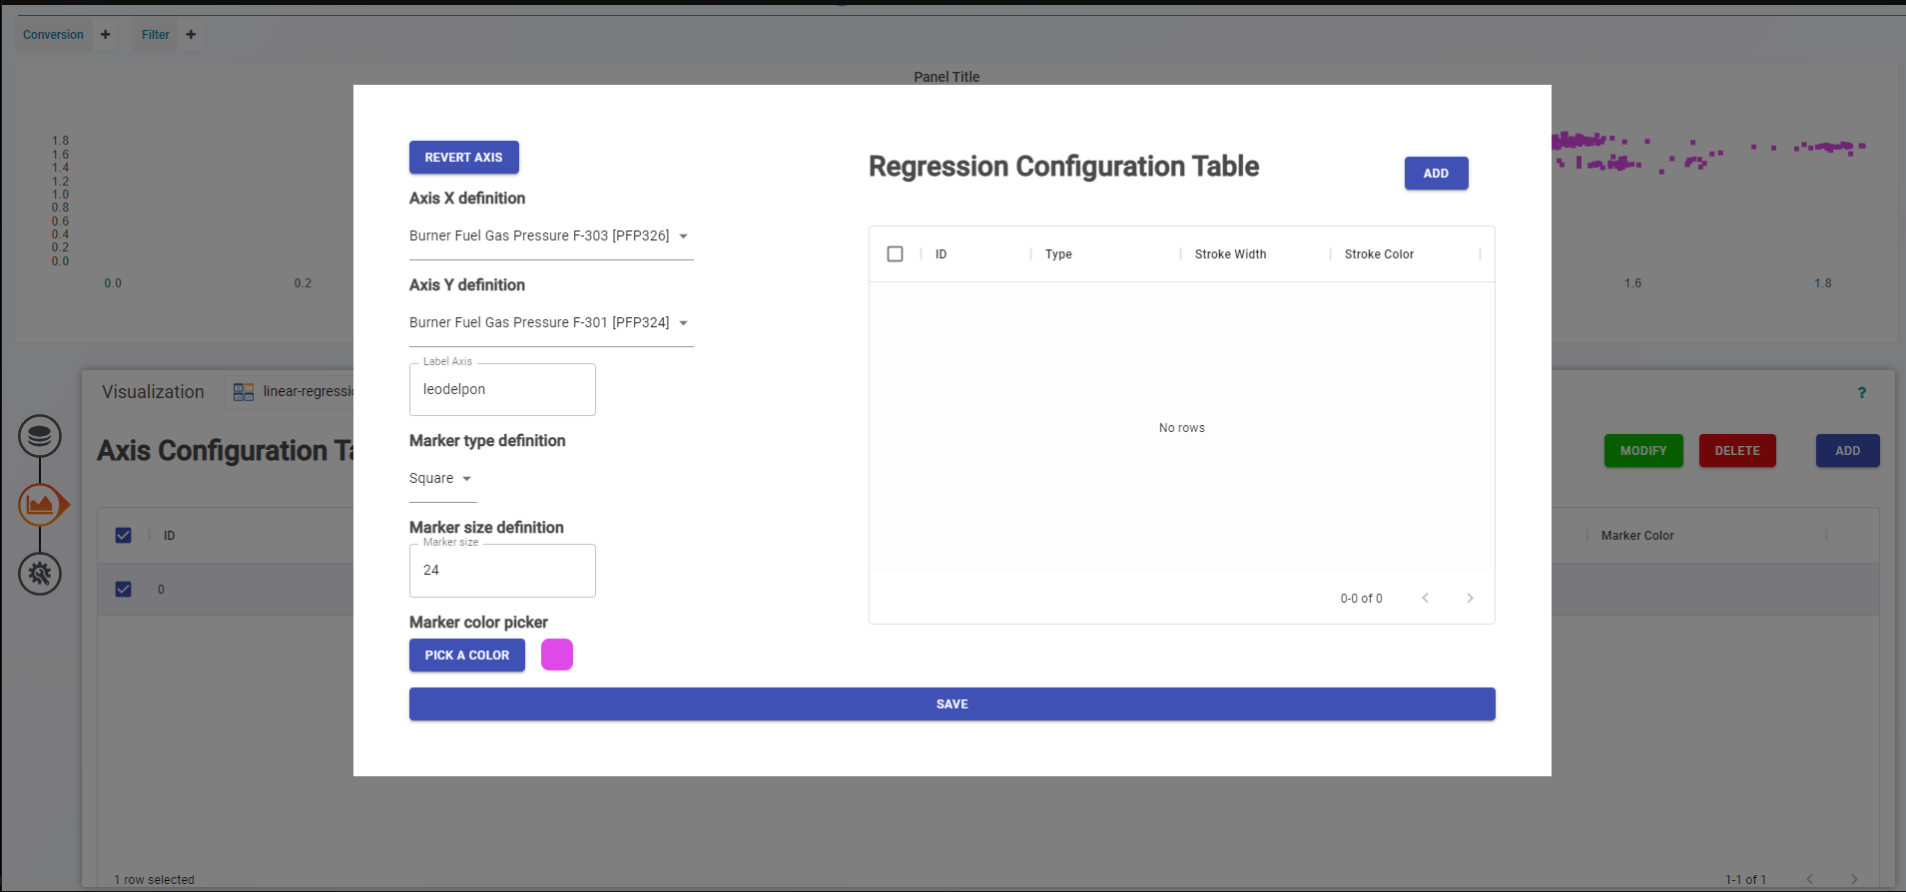 Conversion +
Filter +
Panel Title
1.8
1.6
1.4
1.2
1.0
0.8
0.6
0.4
0.2
0.0
0.0
0.2
1.6
1.8
REVERT AXIS
Axis X definition
Burner Fuel Gas Pressure F-303 [PFP326]
Axis Y definition
Burner Fuel Gas Pressure F-301 [PFP324]
Label Axis
leodelpon
Marker type definition
Square
Marker size definition
Marker size
24
Marker color picker
PICK A COLOR
SAVE
Regression Configuration Table
ADD
ID
Type
Stroke Width
Stroke Color
No rows
0-0 of 0
Visualization
linear-regressi
?
Axis Configuration Ta
MODIFY
DELETE
ADD
ID
Marker Color
0
1 row selected
1-1 of 1